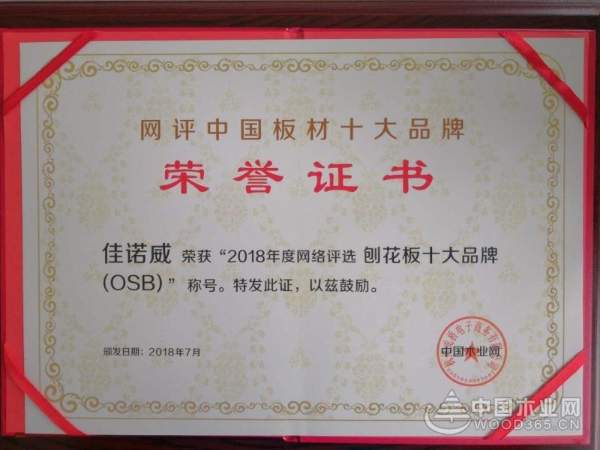 网评中国板材十大品牌
荣誉证书
佳诺威 荣获“2018年度网络评选 刨花板十大品牌
(OSB)”称号。特发此证，以兹鼓励。
颁发日期：2018年7月
中国木业网
中国木业网
WOOD365.CN